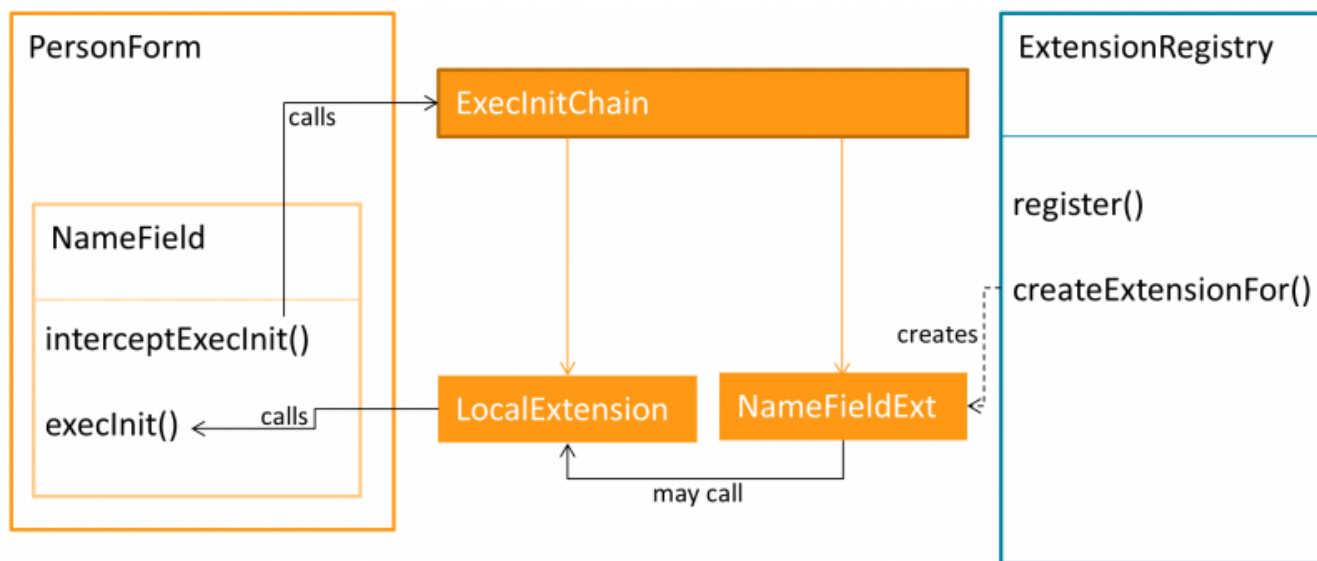 PersonForm
NameField
interceptExecInit()
execInit()
calls
ExecInitChain
calls
LocalExtension
NameFieldExt
may call
creates
ExtensionRegistry
register()
createExtensionFor()